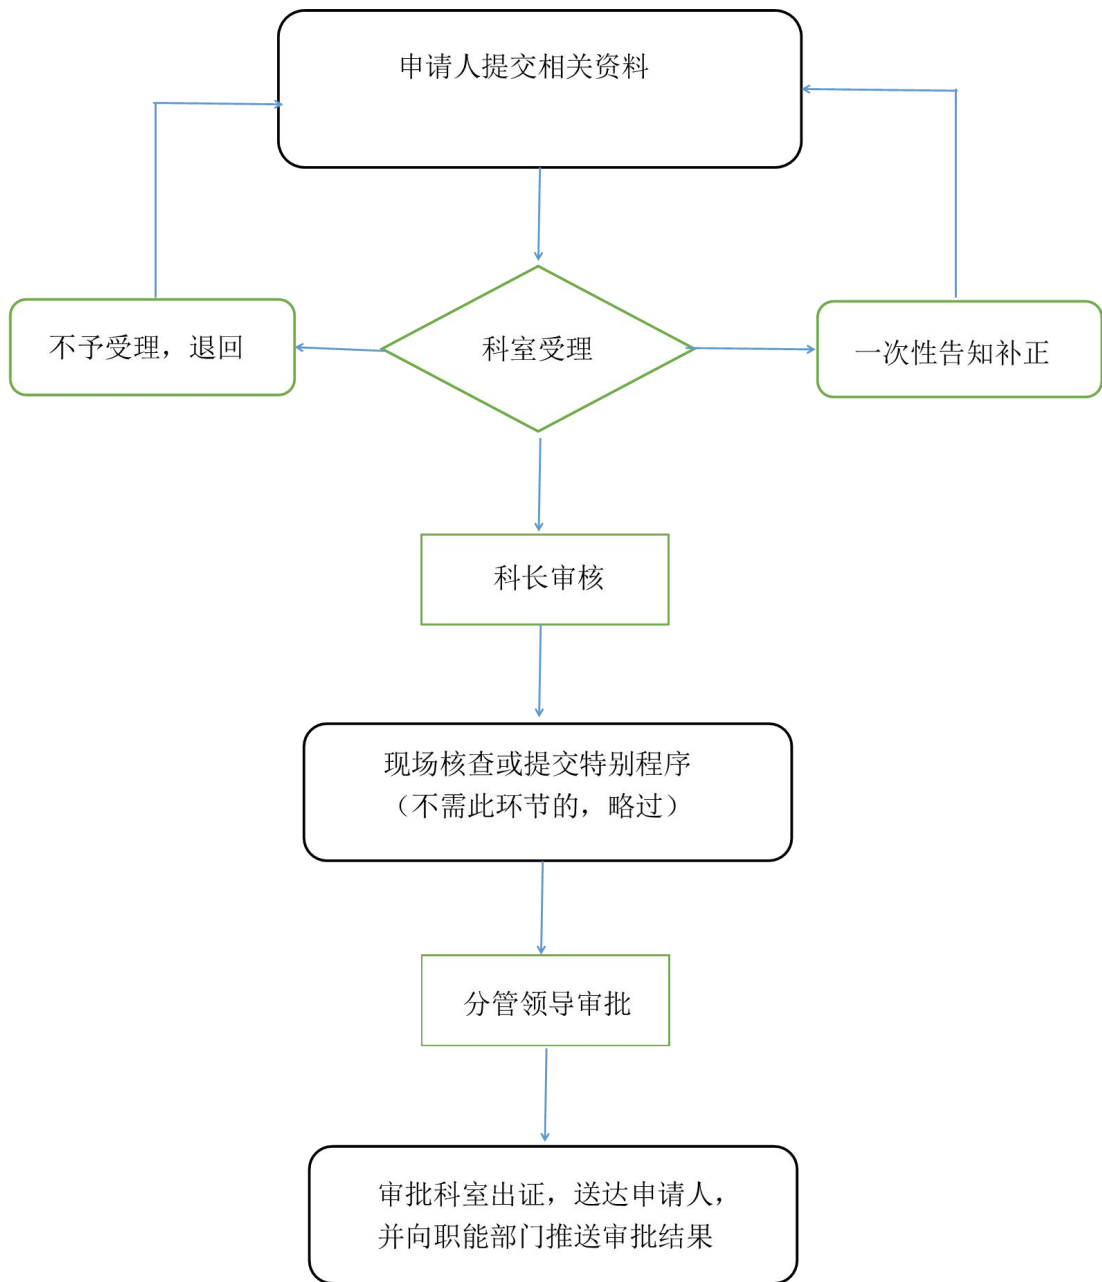 申请人提交相关资料
不予受理，退回
科室受理
一次性告知补正
科长审核
现场核查或提交特别程序
（不需此环节的，略过）
分管领导审批
审批科室出证，送达申请人，
并向职能部门推送审批结果